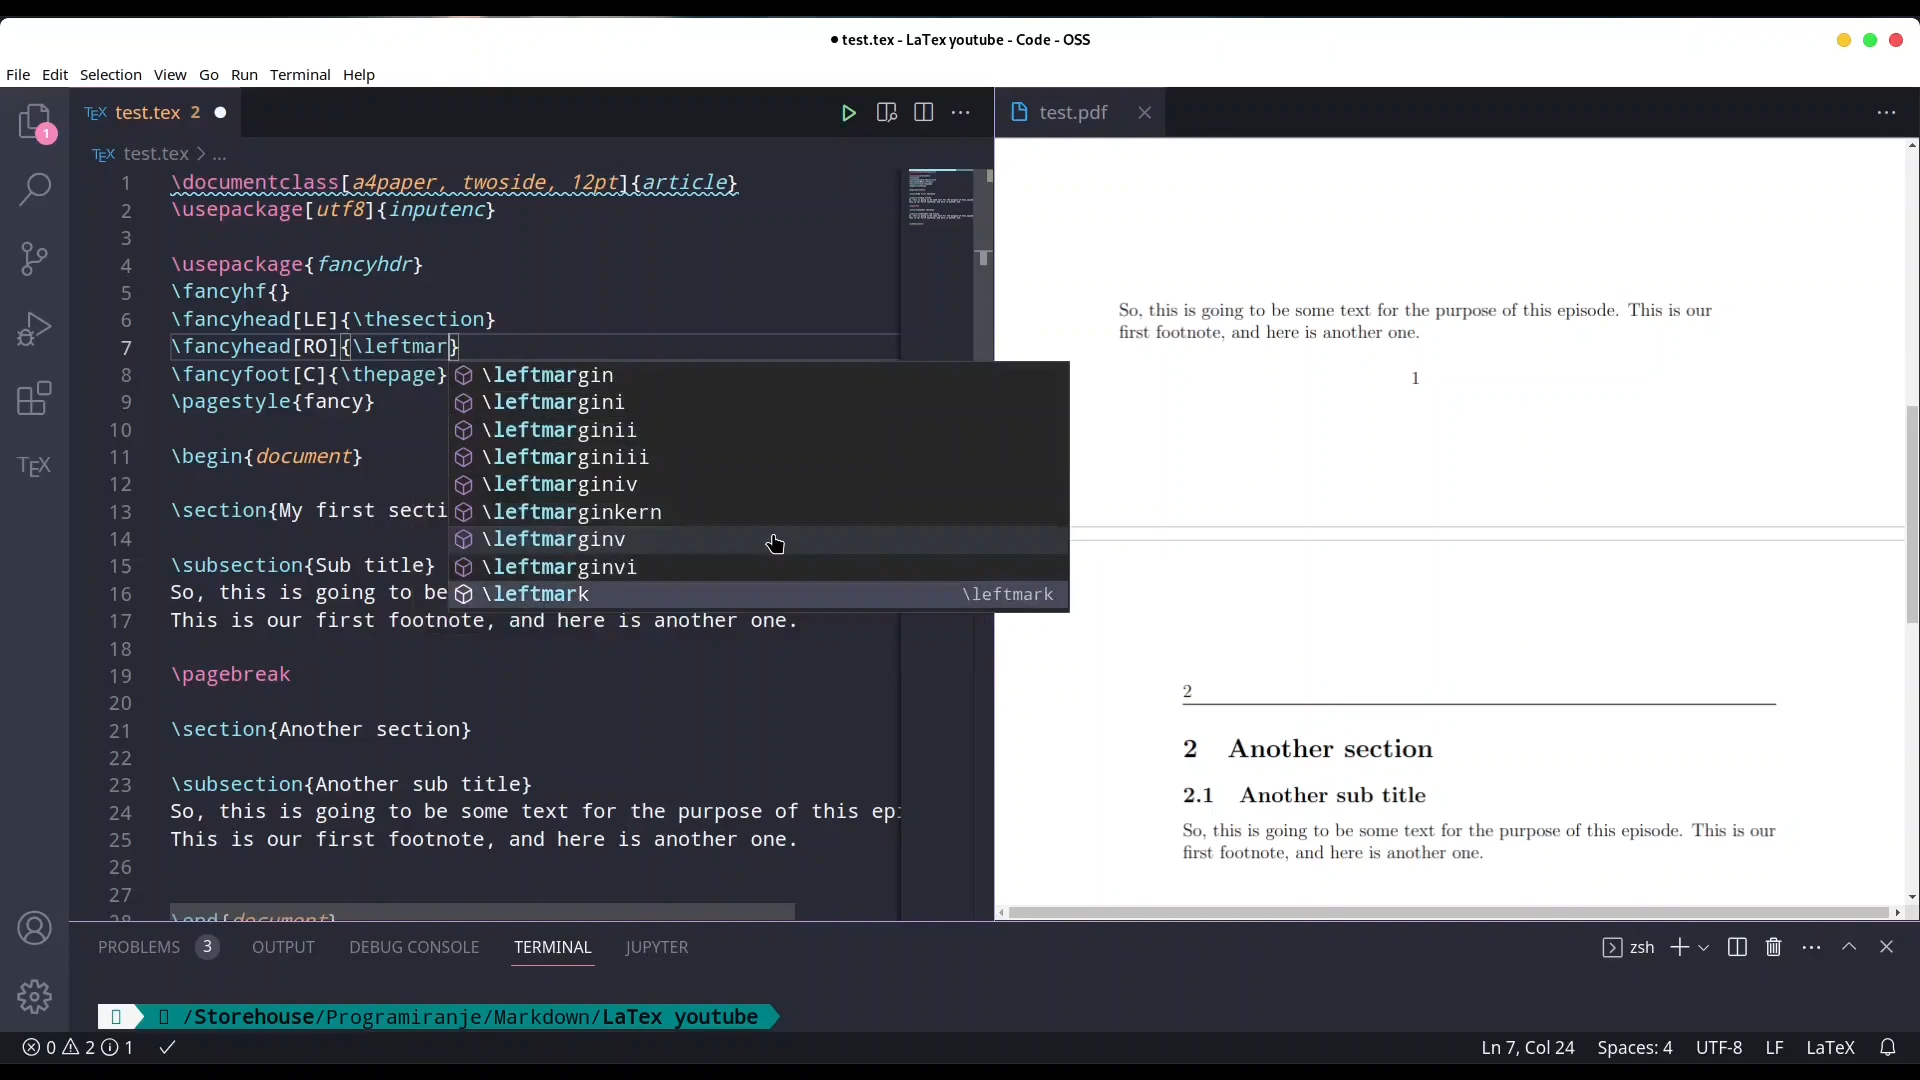 ● test.tex - LaTex youtube - Code - OSS
File Edit Selection View Go Run Terminal Help
TEX test.tex 2 ●
test.pdf
TEX test.tex > ...
1 \documentclass[a4paper, twoside, 12pt]{article}
2 \usepackage[utf8]{inputenc}
3
4 \usepackage{fancyhdr}
5 \fancyhf{}
6 \fancyhead[LE]{\thesection}
7 \fancyhead[RO]{\leftmar}
8 \fancyfoot[C]{\thepage}
9 \pagestyle{fancy}
10
11 \begin{document}
12
13 \section{My first secti
14
15 \subsection{Sub title}
16 So, this is going to be
17 This is our first footnote, and here is another one.
18
19 \pagebreak
20
21 \section{Another section}
22
23 \subsection{Another sub title}
24 So, this is going to be some text for the purpose of this epi
25 This is our first footnote, and here is another one.
26
27
28 \end{document}
\leftmargin
\leftmargini
\leftmarginii
\leftmarginiii
\leftmarginiv
\leftmarginkern
\leftmarginv
\leftmarginvi
\leftmark \leftmark
So, this is going to be some text for the purpose of this episode. This is our
first footnote, and here is another one.
1
2
2 Another section
2.1 Another sub title
So, this is going to be some text for the purpose of this episode. This is our
first footnote, and here is another one.
1
TEX
PROBLEMS 3 OUTPUT DEBUG CONSOLE TERMINAL JUPYTER
zsh
/Storehouse/Programiranje/Markdown/LaTex youtube
0 2 1
Ln 7, Col 24 Spaces: 4 UTF-8 LF LaTeX